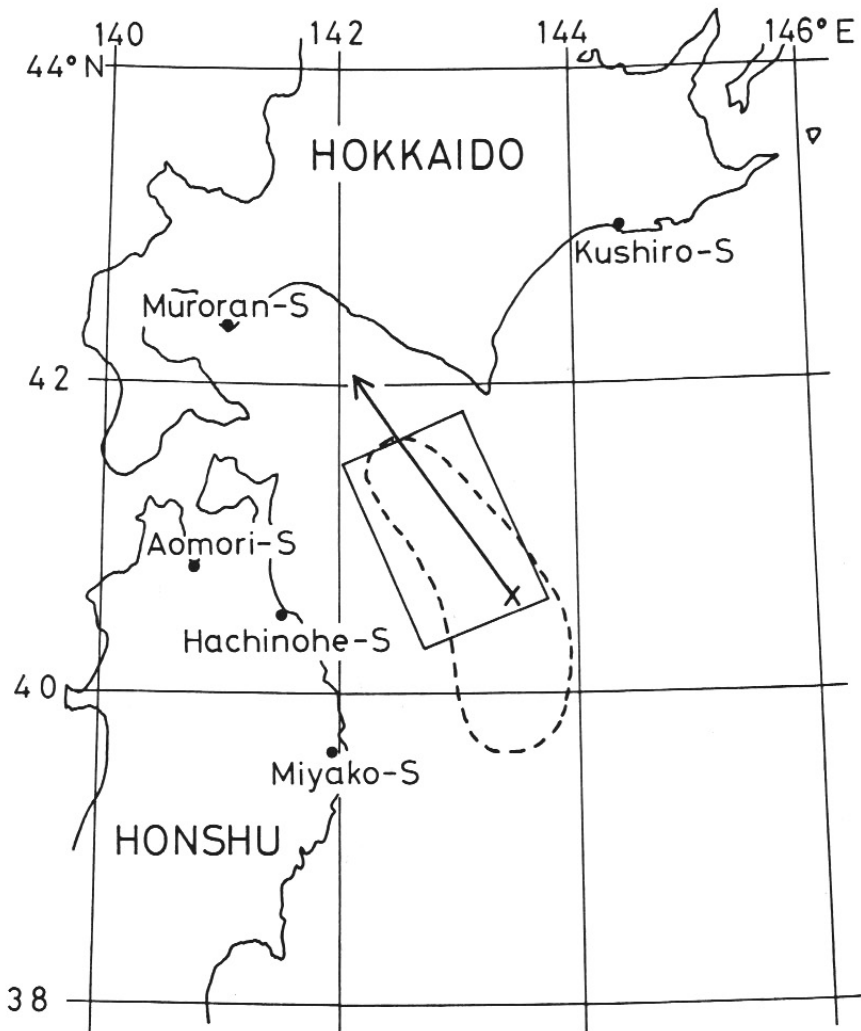 140 142 144 146° E
44° N
HOKKAIDO
Kushiro-S
Muroran-S
42
Aomori-S
Hachinohe-S
40
Miyako-S
HONSHU
38